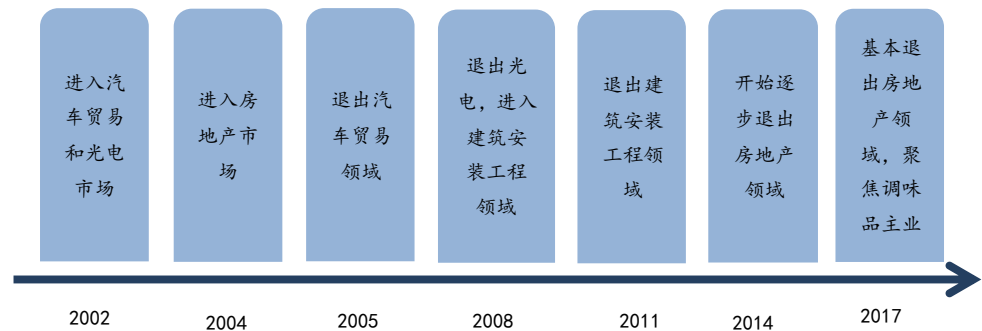 进入汽
车贸易
和光电
市场
进入房
地产市
场
退出汽
车贸易
领域
退出光
电，进入
建筑安
装工程
领域
退出建
筑安装
工程领
域
开始逐
步退出
房地产
领域
基本退
出房地
产领
域，聚
焦调味
品主业
2002
2004
2005
2008
2011
2014
2017